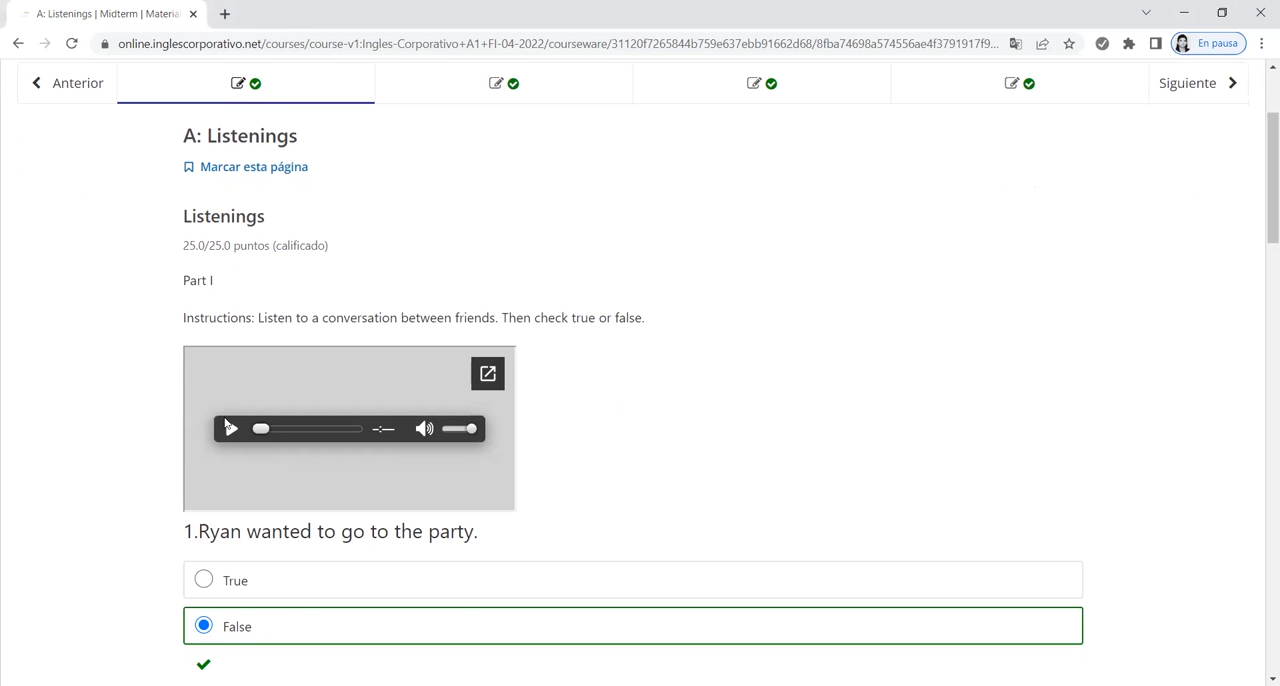 A: Listenings | Midterm | Materia
online.inglescorporativo.net/courses/course-v1:Ingles-Corporativo+A1+FI-04-2022/courseware/31120f7265844b759e637ebb91662d68/8fba74698a574556ae4f3791917f9...
En pausa
Anterior
Siguiente
A: Listenings
Marcar esta página
Listenings
25.0/25.0 puntos (calificado)
Part I
Instructions: Listen to a conversation between friends. Then check true or false.
-:--
1.Ryan wanted to go to the party.
True
False